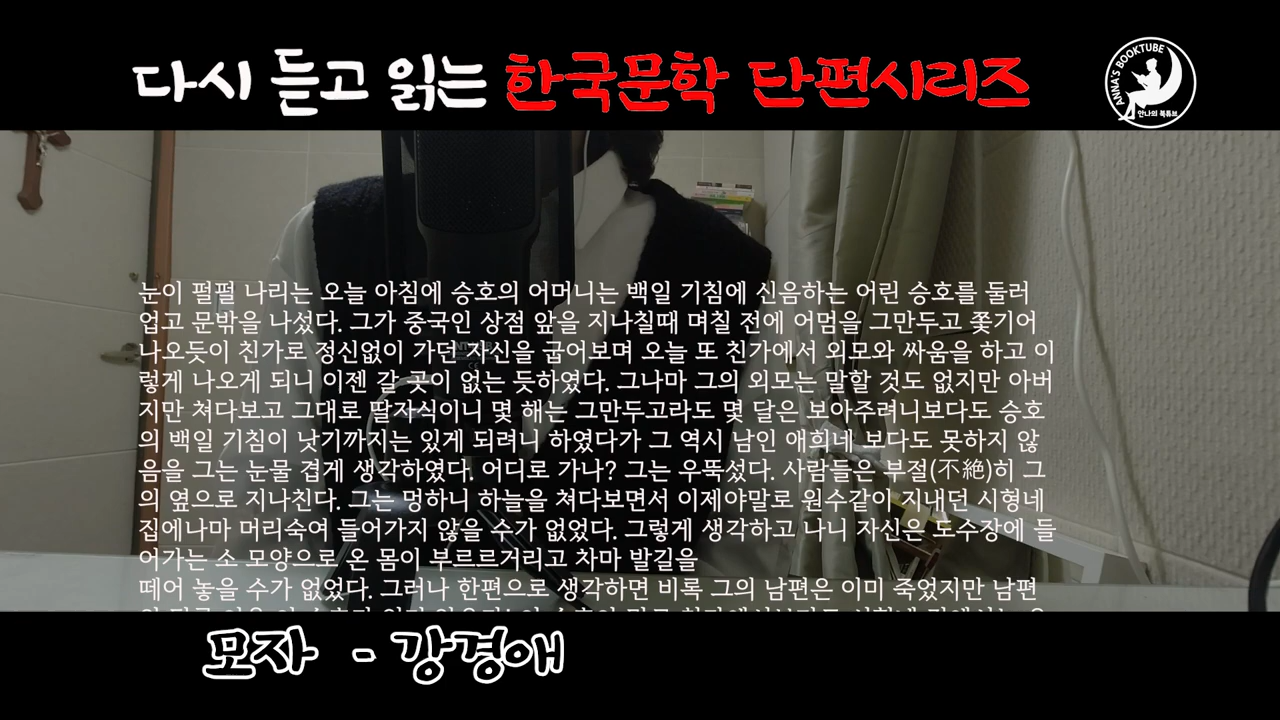 다시 듣고 읽는 한국문학 단편시리즈
ANNA'S BOOKTUBE
안나의 북튜브
눈이 펄펄 나리는 오늘 아침에 승호의 어머니는 백일 기침에 신음하는 어린 승호를 둘러
업고 문밖을 나섰다. 그가 중국인 상점 앞을 지나칠때 며칠 전에 어멈을 그만두고 쫓기어
나오듯이 친가로 정신없이 가던 자신을 굽어보며 오늘 또 친가에서 외모와 싸움을 하고 이
렇게 나오게 되니 이젠 갈 곳이 없는 듯하였다. 그나마 그의 외모는 말할 것도 없지만 아버
지만 쳐다보고 그대로 딸자식이니 몇 해는 그만두고라도 몇 달은 보아주려니보다도 승호
의 백일 기침이 낫기까지는 있게 되려니 하였다가 그 역시 남인 애희네 보다도 못하지 않
음을 그는 눈물 겹게 생각하였다. 어디로 가나? 그는 우뚝섰다. 사람들은 부절(不絶)히 그
의 옆으로 지나친다. 그는 멍하니 하늘을 쳐다보면서 이제야말로 원수같이 지내던 시형네
집에나마 머리숙여 들어가지 않을 수가 없었다. 그렇게 생각하고 나니 자신은 도수장에 들
어가는 소 모양으로 온 몸이 부르르거리고 차마 발길을
떼어 놓을 수가 없었다. 그러나 한편으로 생각하면 비록 그의 남편은 이미 죽었지만 남편
모자 - 강경애